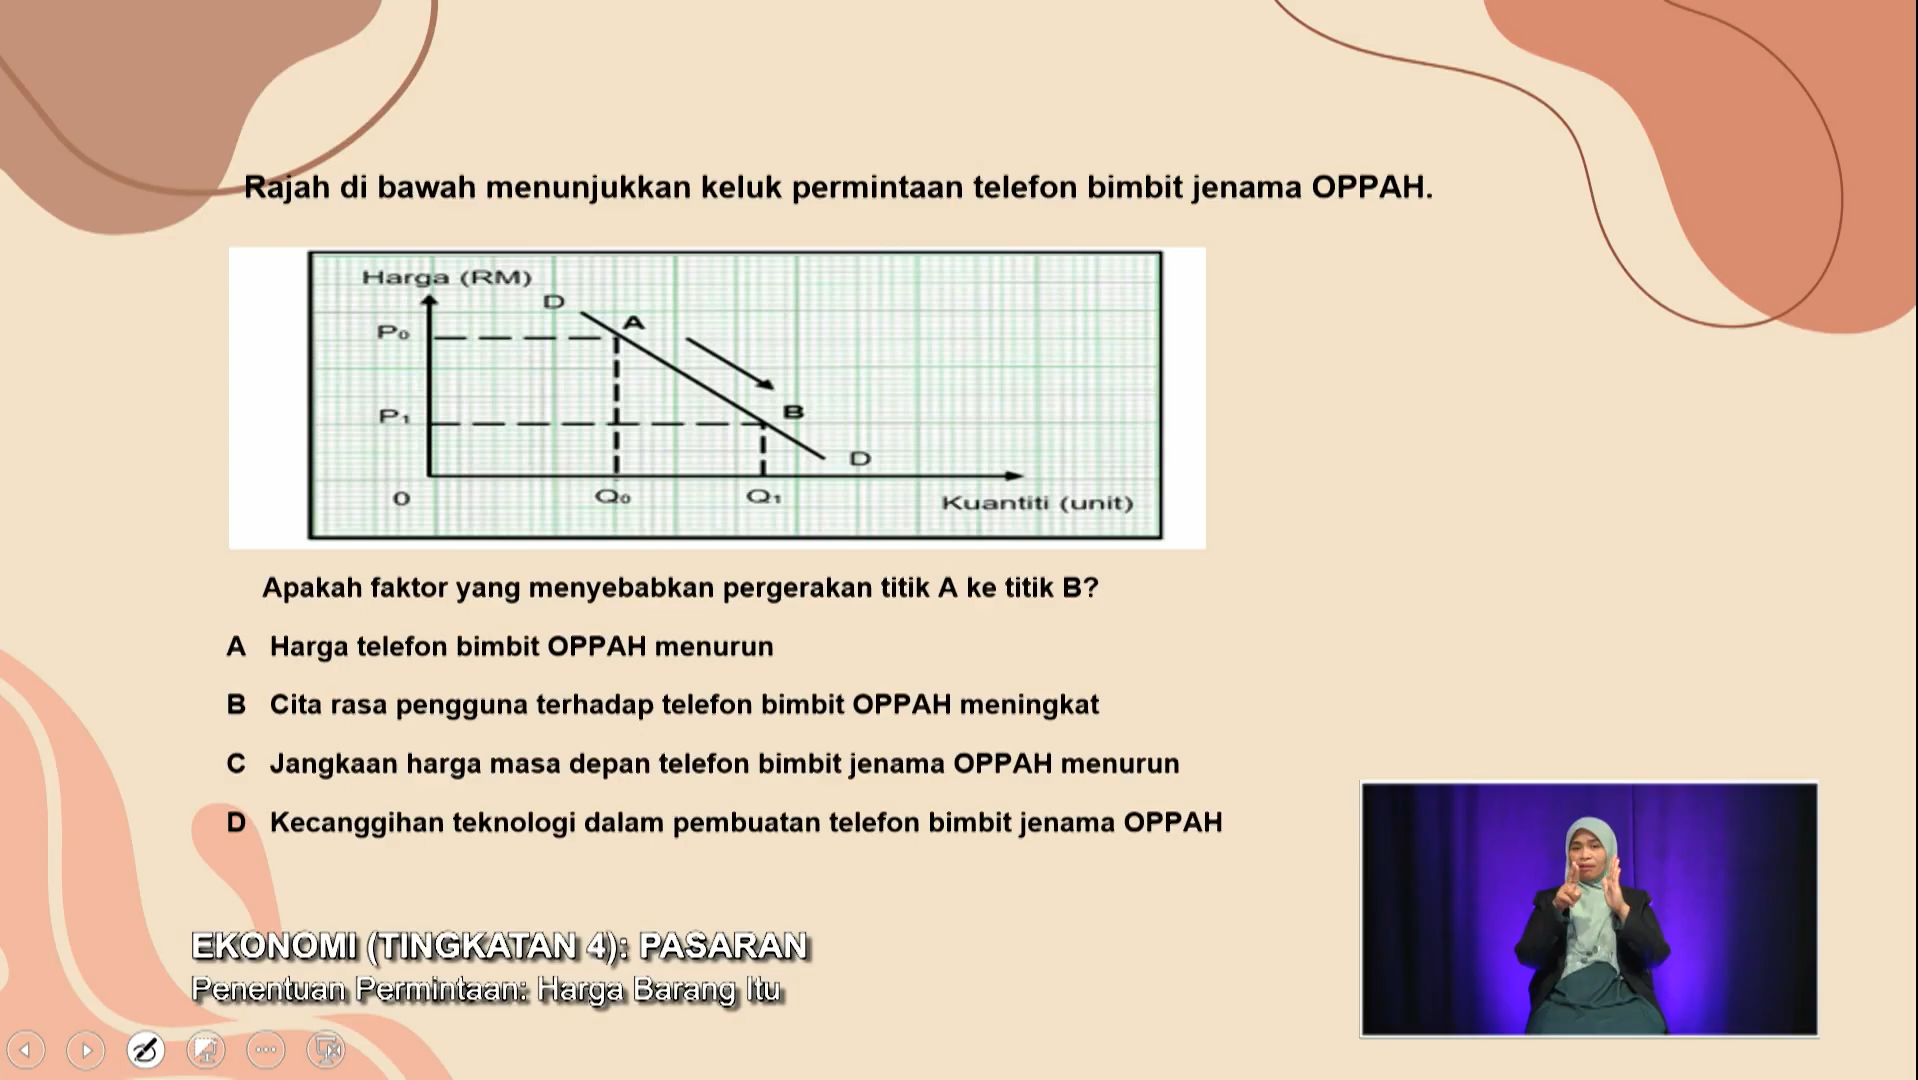 Rajah di bawah menunjukkan keluk permintaan telefon bimbit jenama OPPAH.
Harga (RM)
D
A
P₀
B
P₁
D
0
Q₀
Q₁
Kuantiti (unit)
Apakah faktor yang menyebabkan pergerakan titik A ke titik B?
A Harga telefon bimbit OPPAH menurun
B Cita rasa pengguna terhadap telefon bimbit OPPAH meningkat
C Jangkaan harga masa depan telefon bimbit jenama OPPAH menurun
D Kecanggihan teknologi dalam pembuatan telefon bimbit jenama OPPAH
EKONOMI (TINGKATAN 4): PASARAN
Penentuan Permintaan: Harga Barang Itu